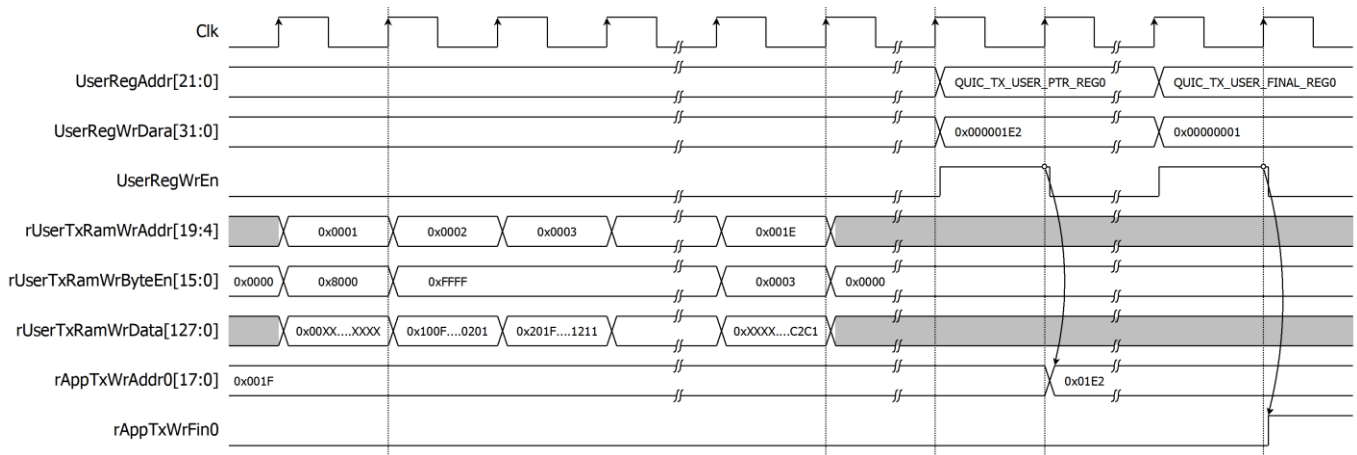 Clk
UserRegAddr[21:0] QUIC_TX_USER_PTR_REG0 QUIC_TX_USER_FINAL_REG0
UserRegWrDara[31:0] 0x000001E2 0x00000001
UserRegWrEn
rUserTxRamWrAddr[19:4] 0x0001 0x0002 0x0003 0x001E
rUserTxRamWrByteEn[15:0] 0x0000 0x8000 0xFFFF 0x0003 0x0000
rUserTxRamWrData[127:0] 0x00XX....XXXX 0x100F....0201 0x201F....1211 0xXXXX....C2C1
rAppTxWrAddr0[17:0] 0x001F 0x01E2
rAppTxWrFin0